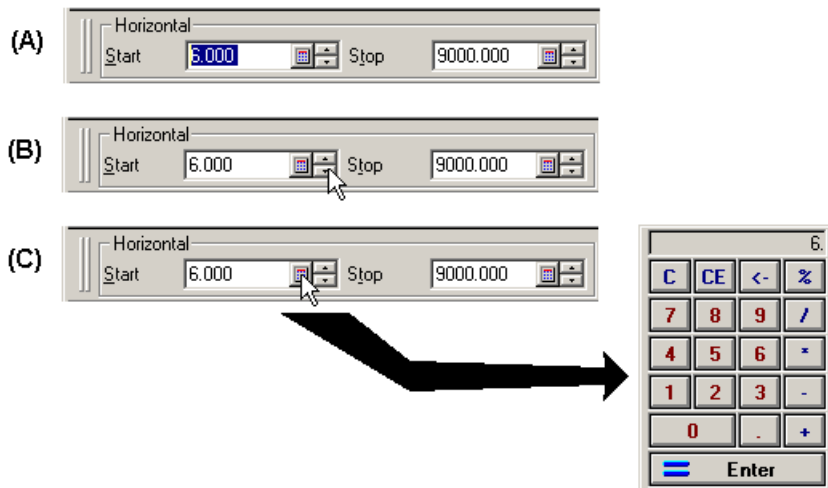 (A)
Horizontal
Start 6.000 Stop 9000.000
(B)
Horizontal
Start 6.000 Stop 9000.000
(C)
Horizontal
Start 6.000 Stop 9000.000
6.
C CE <- %
7 8 9 /
4 5 6 *
1 2 3 -
0 . +
= Enter